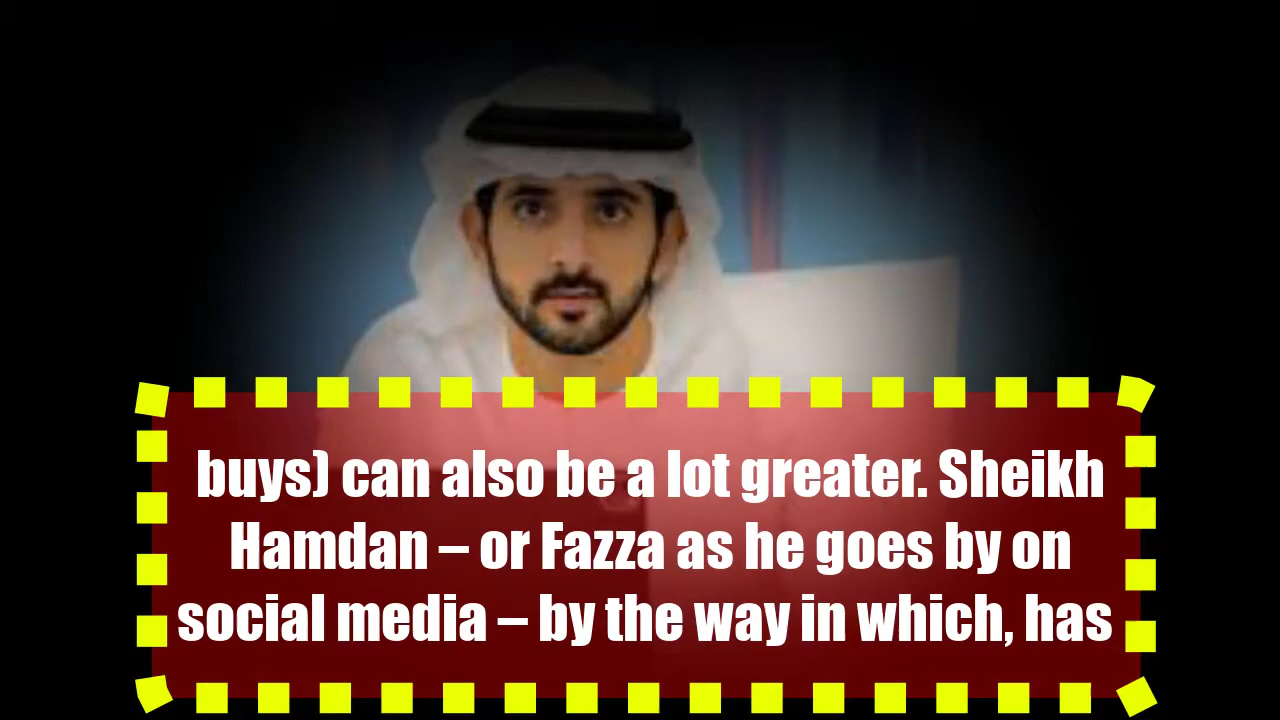 buys) can also be a lot greater. Sheikh
Hamdan – or Fazza as he goes by on
social media – by the way in which, has